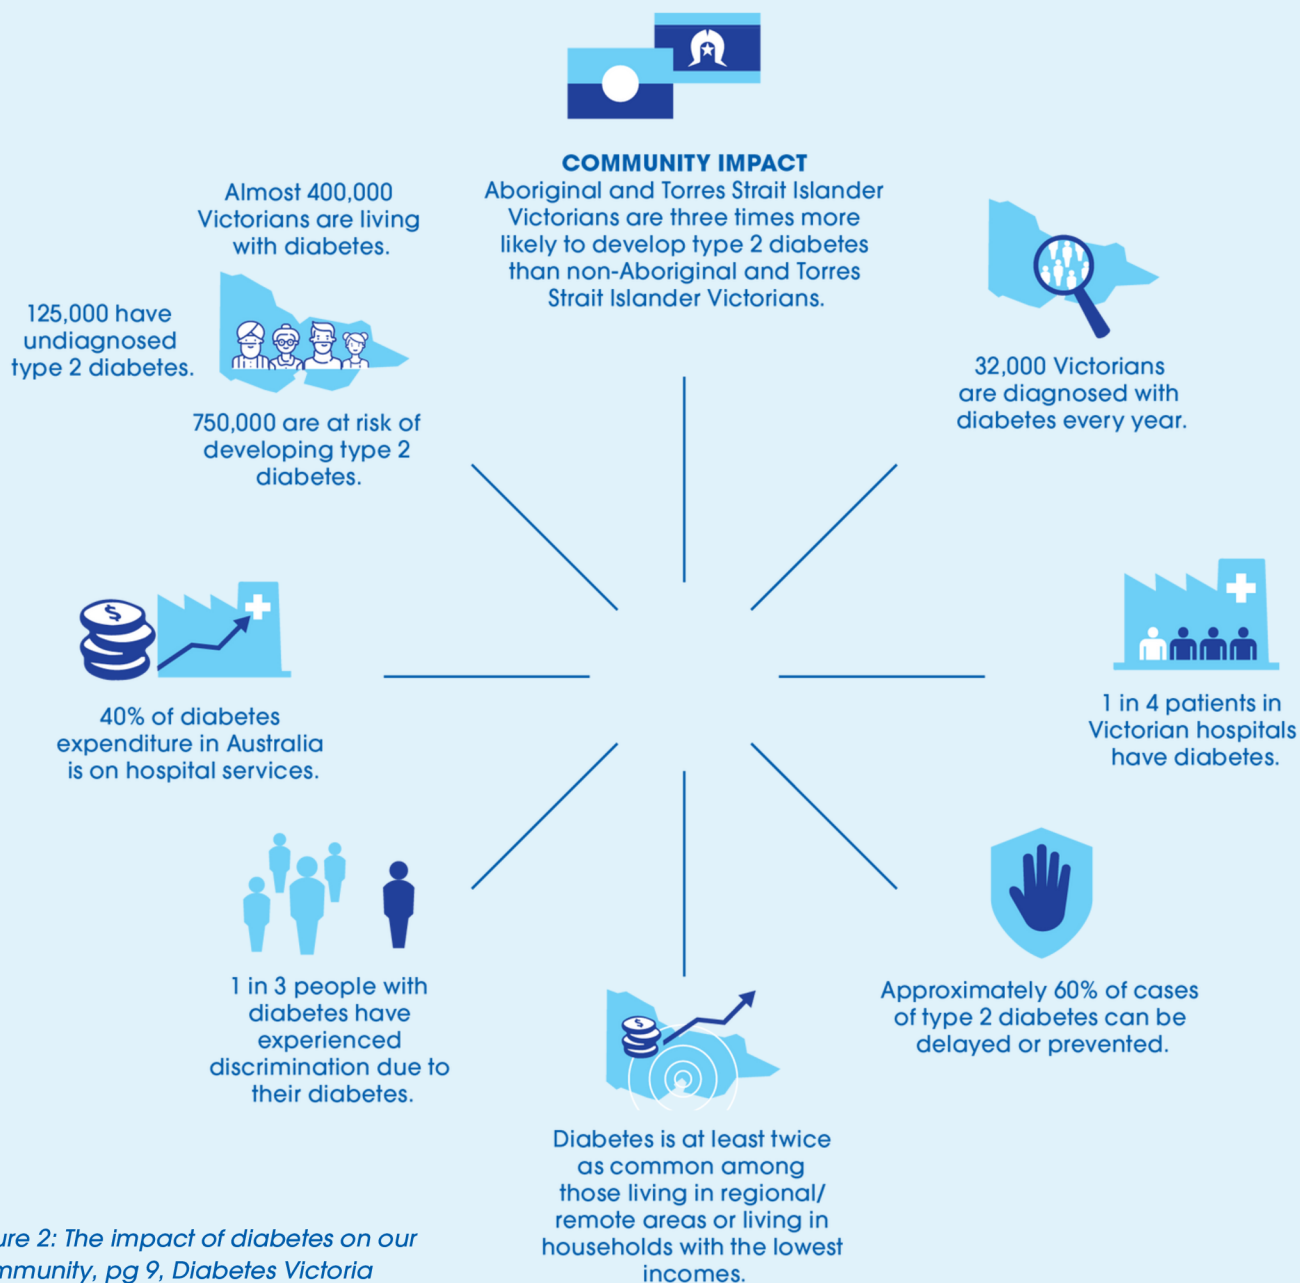 COMMUNITY IMPACT
Aboriginal and Torres Strait Islander
Victorians are three times more
likely to develop type 2 diabetes
than non-Aboriginal and Torres
Strait Islander Victorians.
Almost 400,000
Victorians are living
with diabetes.
125,000 have
undiagnosed
type 2 diabetes.
750,000 are at risk of
developing type 2
diabetes.
32,000 Victorians
are diagnosed with
diabetes every year.
$
40% of diabetes
expenditure in Australia
is on hospital services.
1 in 4 patients in
Victorian hospitals
have diabetes.
1 in 3 people with
diabetes have
experienced
discrimination due to
their diabetes.
$
Diabetes is at least twice
as common among
those living in regional/
remote areas or living in
households with the lowest
incomes.
Approximately 60% of cases
of type 2 diabetes can be
delayed or prevented.
ure 2: The impact of diabetes on our
mmunity, pg 9, Diabetes Victoria